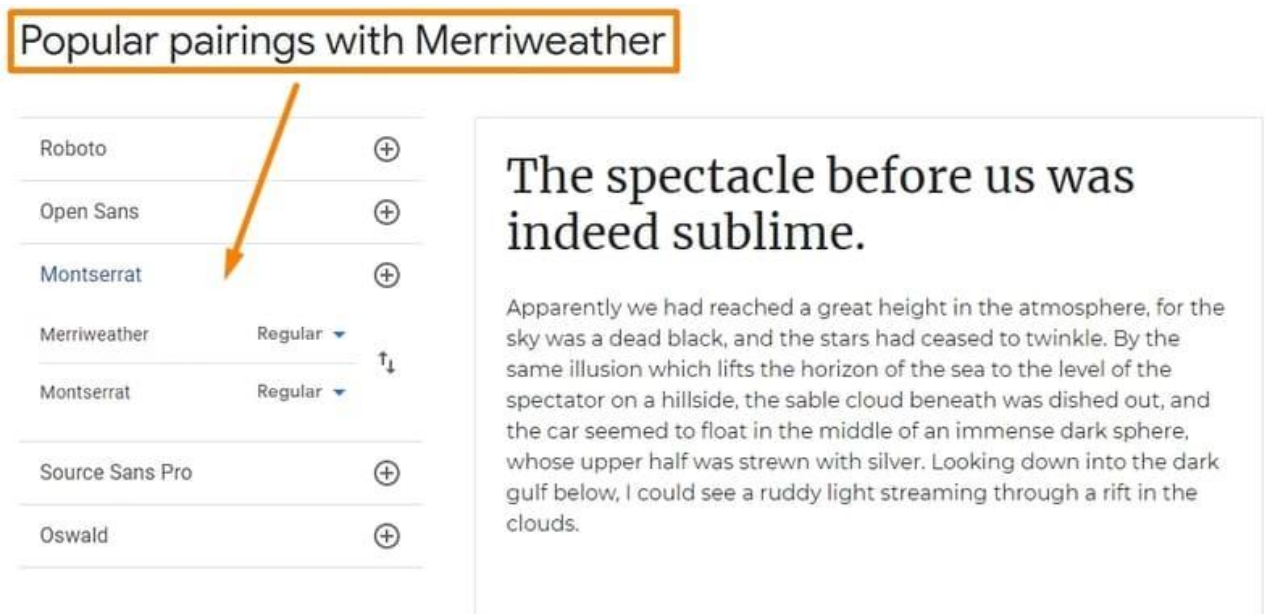 Popular pairings with Merriweather
Roboto
Open Sans
Montserrat
Merriweather Regular
Montserrat Regular
Source Sans Pro
Oswald
The spectacle before us was
indeed sublime.
Apparently we had reached a great height in the atmosphere, for the
sky was a dead black, and the stars had ceased to twinkle. By the
same illusion which lifts the horizon of the sea to the level of the
spectator on a hillside, the sable cloud beneath was dished out, and
the car seemed to float in the middle of an immense dark sphere,
whose upper half was strewn with silver. Looking down into the dark
gulf below, I could see a ruddy light streaming through a rift in the
clouds.